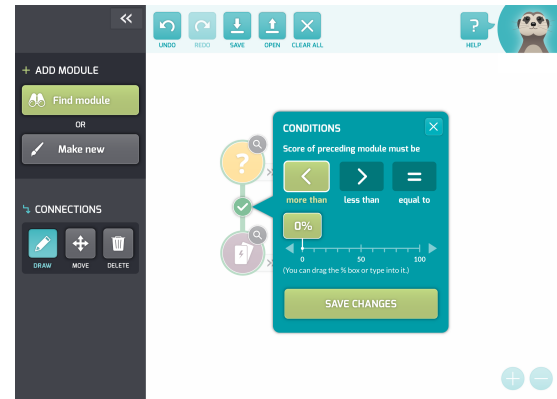 «
UNDO
REDO
SAVE
OPEN
CLEAR ALL
?
HELP
+ ADD MODULE
Find module
OR
Make new
CONNECTIONS
DRAW
MOVE
DELETE
?
CONDITIONS
Score of preceding module must be
< > =
more than less than equal to
0%
0 50 100
(You can drag the % box or type into it.)
SAVE CHANGES